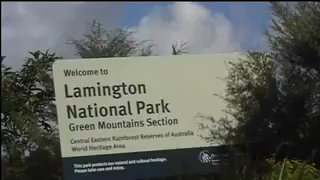 Welcome to
Lamington
National Park
Green Mountains Section
Central Eastern Rainforest Reserves of Australia
World Heritage Area
This park protects our natural and cultural heritage.
Please take care and enjoy.